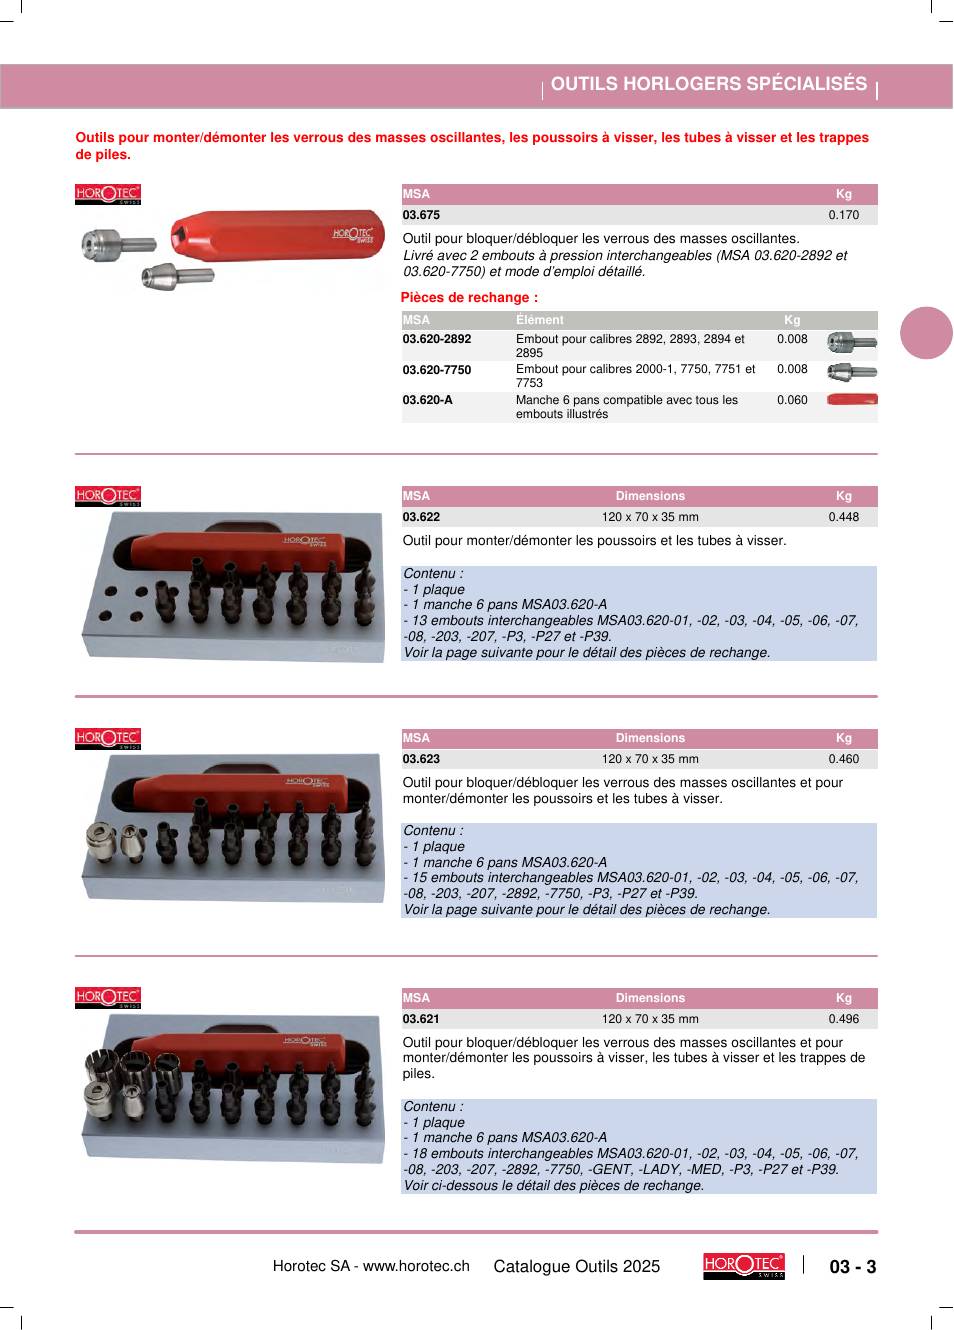 OUTILS HORLOGERS SPÉCIALISÉS
Outils pour monter/démonter les verrous des masses oscillantes, les poussoirs à visser, les tubes à visser et les trappes
de piles.
HOROTEC®
SWISS
HOROTEC®
SWISS
MSA Kg
03.675 0.170
Outil pour bloquer/débloquer les verrous des masses oscillantes.
Livré avec 2 embouts à pression interchangeables (MSA 03.620-2892 et
03.620-7750) et mode d'emploi détaillé.
Pièces de rechange :
MSA Élément Kg
03.620-2892 Embout pour calibres 2892, 2893, 2894 et 0.008
2895
03.620-7750 Embout pour calibres 2000-1, 7750, 7751 et 0.008
7753
03.620-A Manche 6 pans compatible avec tous les 0.060
embouts illustrés
HOROTEC®
SWISS
HOROTEC®
SWISS
MSA Dimensions Kg
03.622 120 x 70 x 35 mm 0.448
Outil pour monter/démonter les poussoirs et les tubes à visser.
Contenu :
- 1 plaque
- 1 manche 6 pans MSA03.620-A
- 13 embouts interchangeables MSA03.620-01, -02, -03, -04, -05, -06, -07,
-08, -203, -207, -P3, -P27 et -P39.
Voir la page suivante pour le détail des pièces de rechange.
HOROTEC®
SWISS
HOROTEC®
SWISS
MSA Dimensions Kg
03.623 120 x 70 x 35 mm 0.460
Outil pour bloquer/débloquer les verrous des masses oscillantes et pour
monter/démonter les poussoirs et les tubes à visser.
Contenu :
- 1 plaque
- 1 manche 6 pans MSA03.620-A
- 15 embouts interchangeables MSA03.620-01, -02, -03, -04, -05, -06, -07,
-08, -203, -207, -2892, -7750, -P3, -P27 et -P39.
Voir la page suivante pour le détail des pièces de rechange.
HOROTEC®
SWISS
HOROTEC®
SWISS
MSA Dimensions Kg
03.621 120 x 70 x 35 mm 0.496
Outil pour bloquer/débloquer les verrous des masses oscillantes et pour
monter/démonter les poussoirs à visser, les tubes à visser et les trappes de
piles.
Contenu :
- 1 plaque
- 1 manche 6 pans MSA03.620-A
- 18 embouts interchangeables MSA03.620-01, -02, -03, -04, -05, -06, -07,
-08, -203, -207, -2892, -7750, -GENT, -LADY, -MED, -P3, -P27 et -P39.
Voir ci-dessous le détail des pièces de rechange.
Horotec SA - www.horotec.ch Catalogue Outils 2025 HOROTEC® SWISS 03 - 3